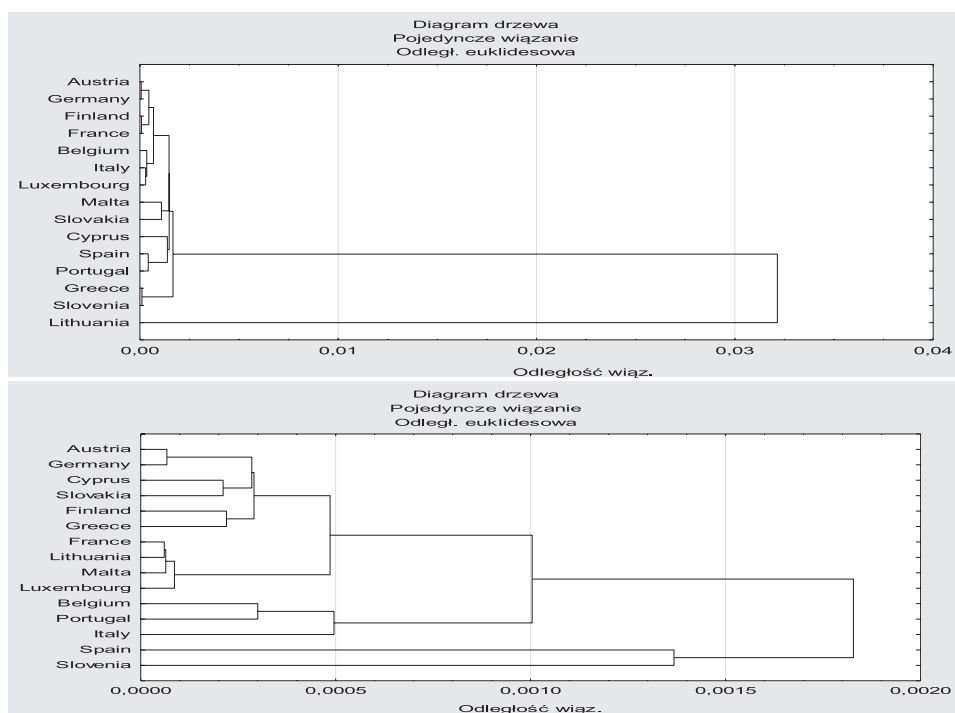 Diagram drzewa
Pojedyncze wiązanie
Odległ. euklidesowa
Austria
Germany
Finland
France
Belgium
Italy
Luxembourg
Malta
Slovakia
Cyprus
Spain
Portugal
Greece
Slovenia
Lithuania
0,00 0,01 0,02 0,03 0,04
Odległość wiąz.
Diagram drzewa
Pojedyncze wiązanie
Odległ. euklidesowa
Austria
Germany
Cyprus
Slovakia
Finland
Greece
France
Lithuania
Malta
Luxembourg
Belgium
Portugal
Italy
Spain
Slovenia
0,0000 0,0005 0,0010 0,0015 0,0020
Odległość wiąz.